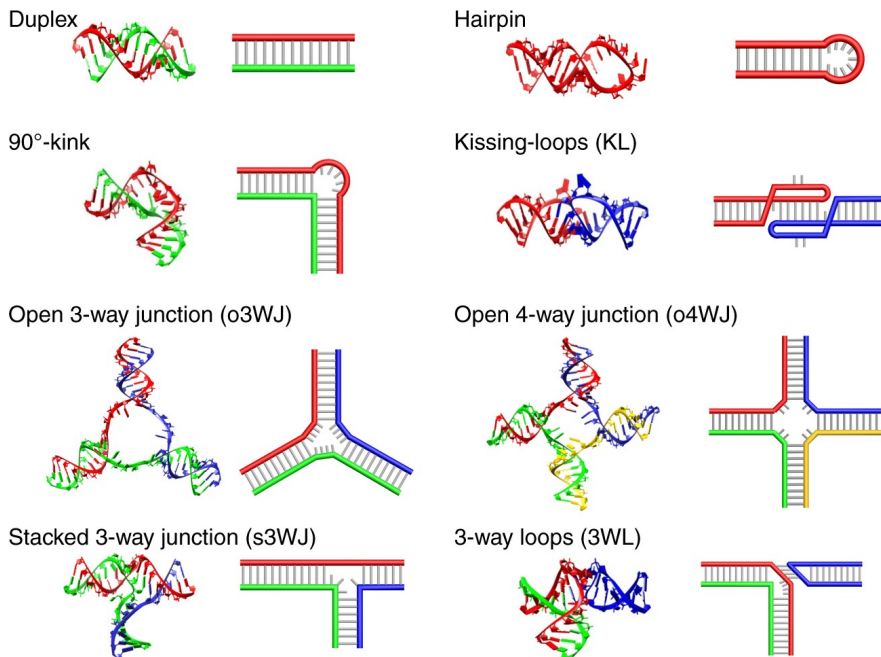 Duplex
Hairpin
90°-kink
Kissing-loops (KL)
Open 3-way junction (o3WJ)
Open 4-way junction (o4WJ)
Stacked 3-way junction (s3WJ)
3-way loops (3WL)